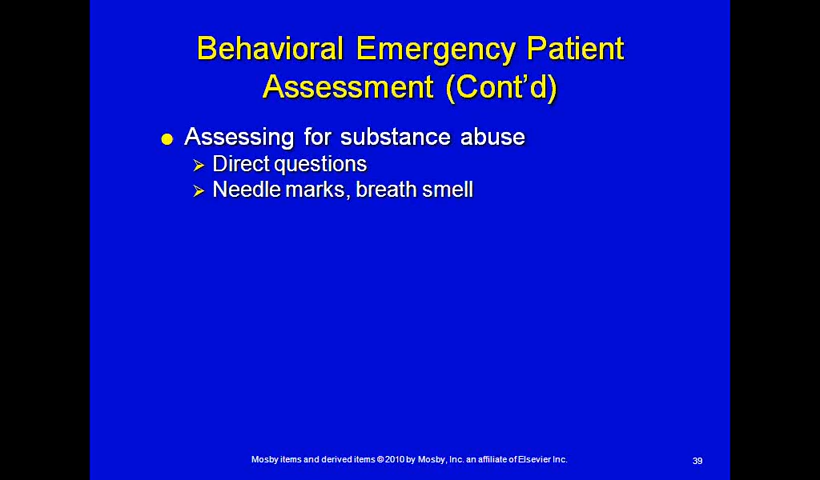 Behavioral Emergency Patient
Assessment (Cont’d)
Assessing for substance abuse
Direct questions
Needle marks, breath smell
Mosby items and derived items © 2010 by Mosby, Inc. an affiliate of Elsevier Inc.
39